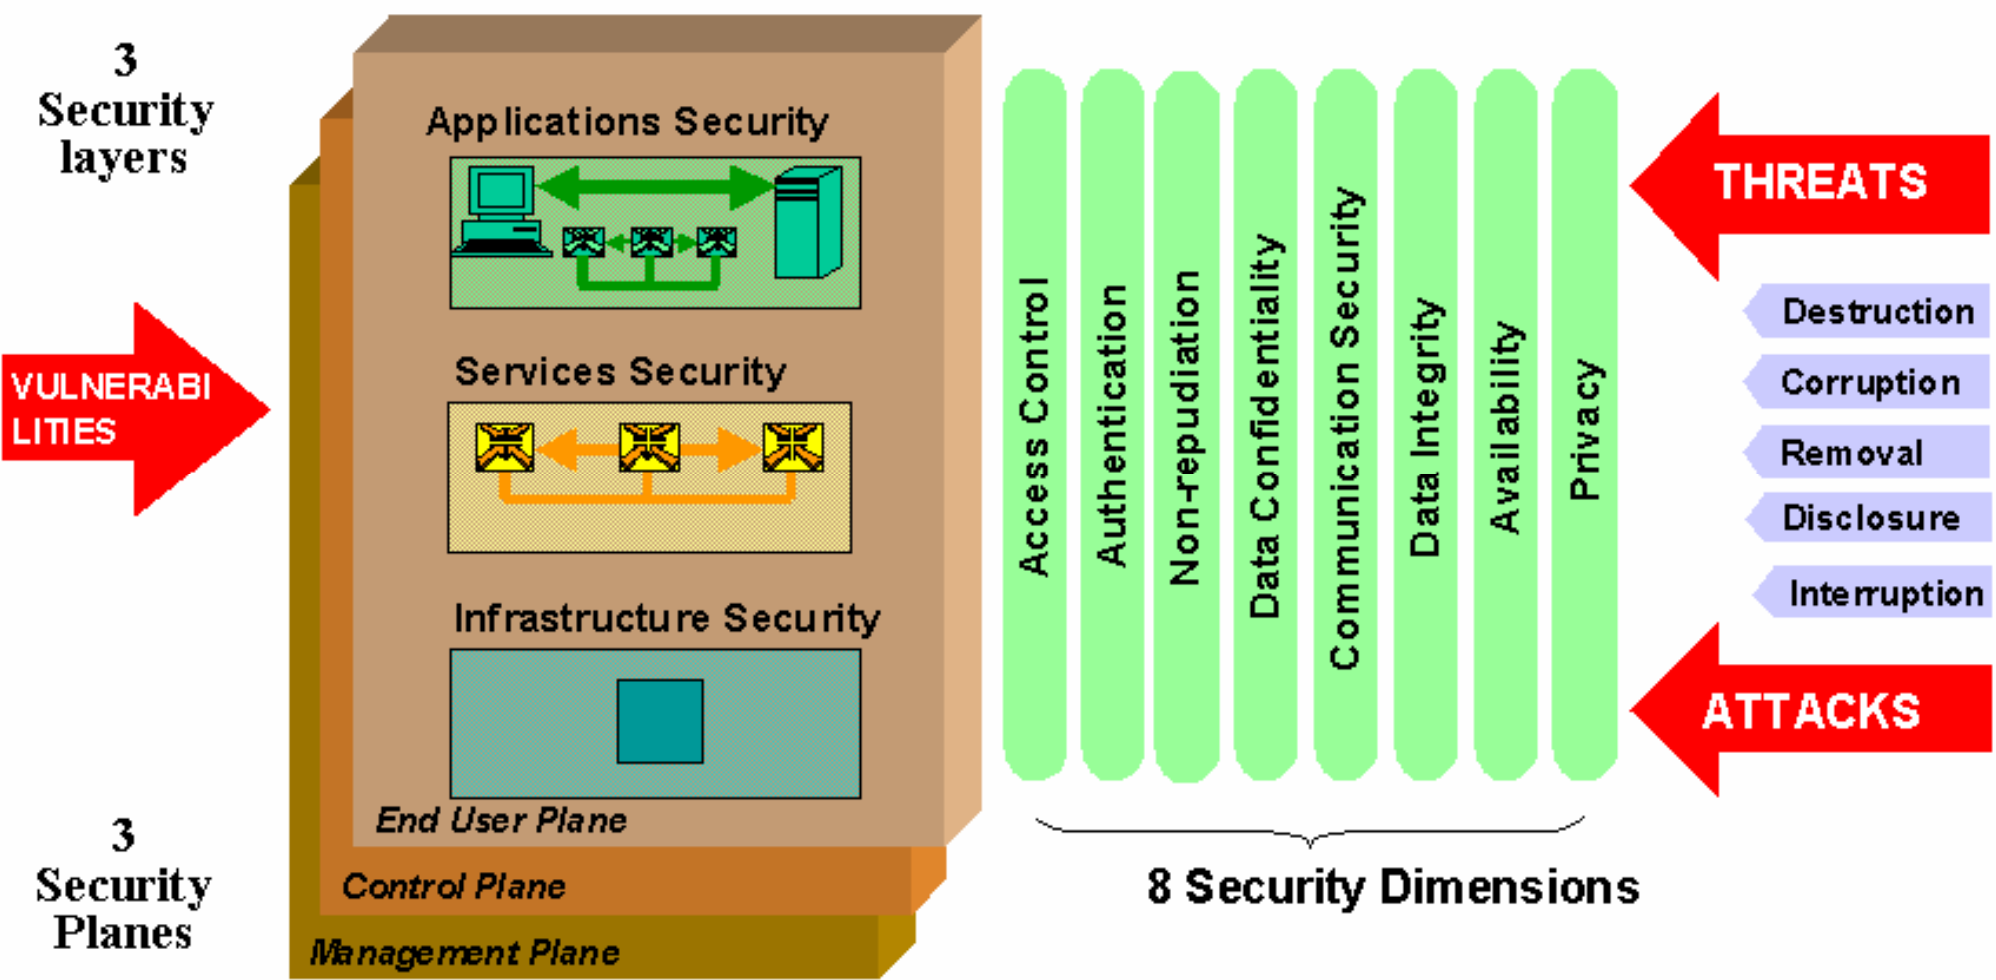 3
Security
layers
VULNERABI
LITIES
3
Security
Planes
Applications Security
Services Security
Infrastructure Security
End User Plane
Control Plane
Management Plane
Access Control
Authentication
Non-repudiation
Data Confidentiality
Communication Security
Data Integrity
Availability
Privacy
8 Security Dimensions
THREATS
Destruction
Corruption
Removal
Disclosure
Interruption
ATTACKS